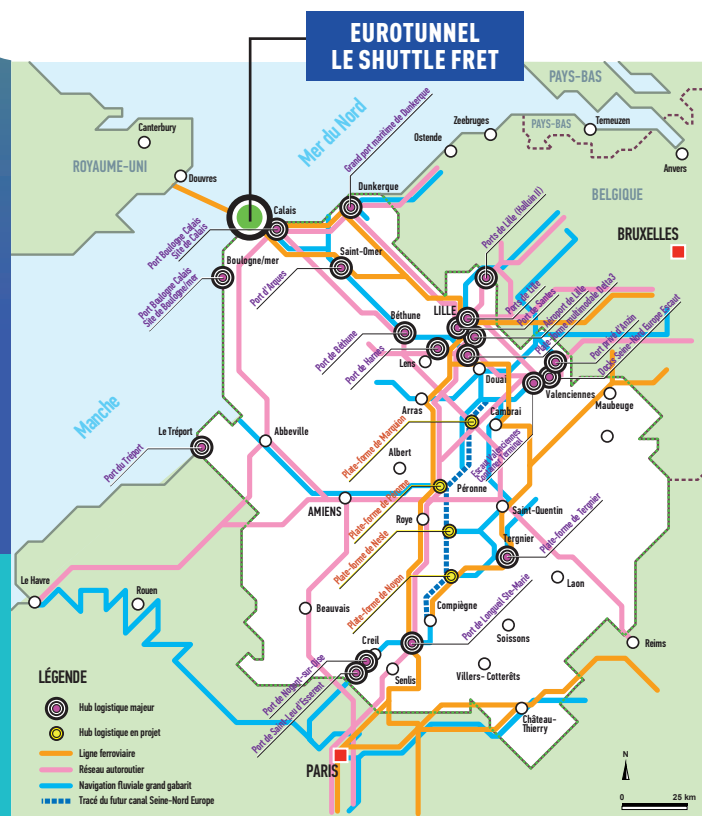 EUROTUNNEL
LE SHUTTLE FRET
PAYS-BAS
PAYS-BAS
Mer du Nord
Canterbury
ROYAUME-UNI
Douvres
Grand port maritime de Dunkerque
Zeebruges
Terneuzen
Ostende
Anvers
Dunkerque
BELGIQUE
Calais
Port Boulogne Calais
Site de Calais
Ports de Lille (Halluin II)
BRUXELLES
Saint-Omer
Boulogne/mer
Port Boulogne Calais
Site de Boulogne/mer
Port d'Arques
Ports de Lille
Port de Santes
Aéroport de Lille
Plate-forme multimodale Delta3
LILLE
Béthune
Port de Béthune
Port de Harnes
Port privé d'Anzin
Docks Seine-Nord Europe Escaut
Lens
Douai
Valenciennes
Maubeuge
Manche
Arras
Cambrai
Plate-forme de Marquion
Escaut Valenciennes
Container Terminal
Le Tréport
Port du Tréport
Abbeville
Albert
Péronne
Plate-forme de Péronne
AMIENS
Roye
Saint-Quentin
Plate-forme de Nesle
Tergnier
Plate-forme de Tergnier
Plate-forme de Noyon
Laon
Le Havre
Rouen
Beauvais
Compiègne
Port de Longueil Ste-Marie
Soissons
Creil
Reims
Port de Nogent-sur-Oise
Port de Saint-Leu d'Esserent
Senlis
Villers- Cotterêts
Château-
Thierry
PARIS
LÉGENDE
Hub logistique majeur
Hub logistique en projet
Ligne ferroviaire
Réseau autoroutier
Navigation fluviale grand gabarit
Tracé du futur canal Seine-Nord Europe
N
0 25 km